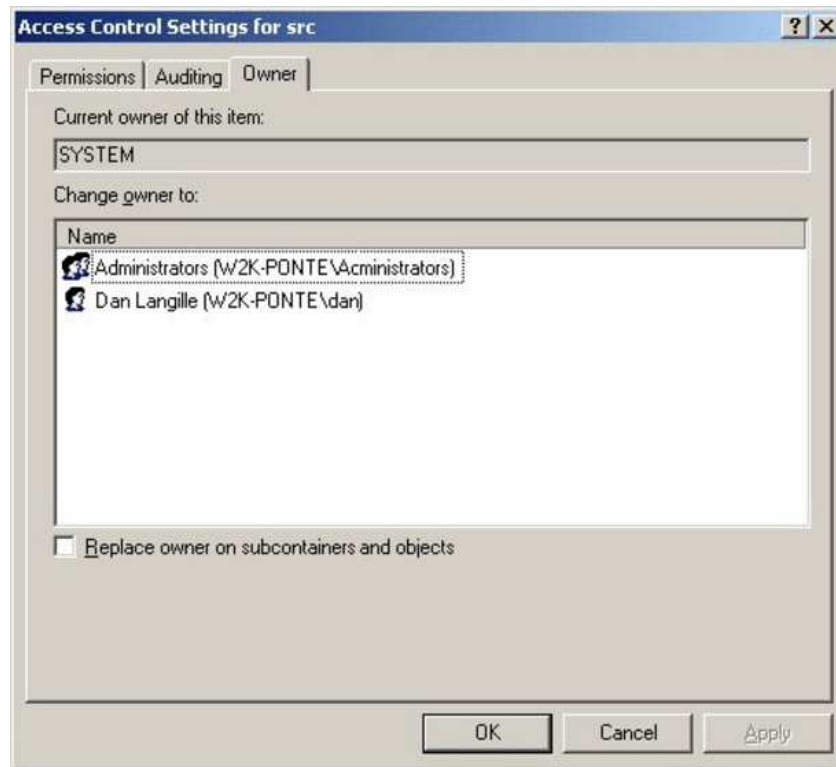 Access Control Settings for src
Permissions Auditing Owner
Current owner of this item:
SYSTEM
Change owner to:
Name
Administrators (W2K-PONTE\Acministrators)
Dan Langille (W2K-PONTE\dan)
Replace owner on subcontainers and objects
OK Cancel Apply